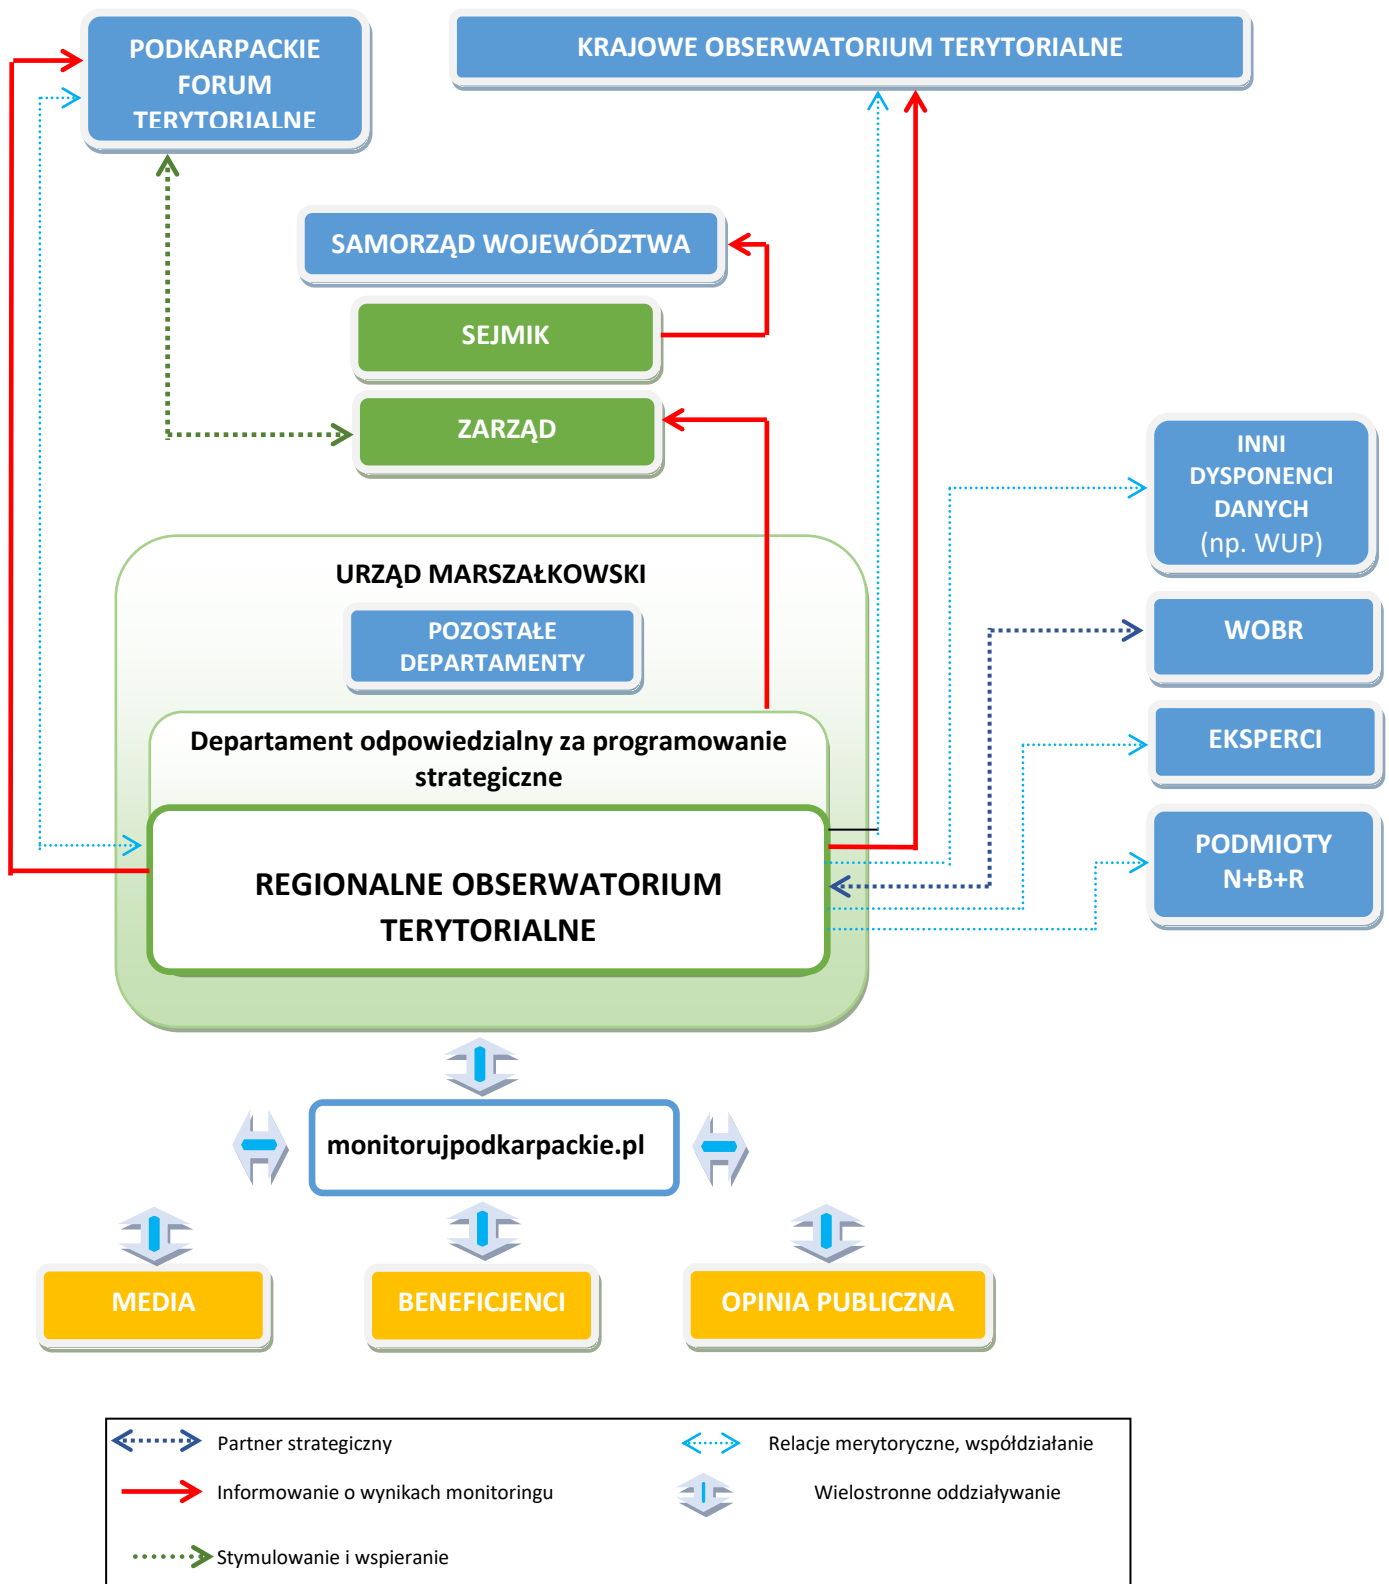 PODKARPACKIE
FORUM
TERYTORIALNE
KRAJOWE OBSERWATORIUM TERYTORIALNE
SAMORZĄD WOJEWÓDZTWA
SEJMIK
ZARZĄD
INNI
DYSPONENCI
DANYCH
(np. WUP)
URZĄD MARSZAŁKOWSKI
POZOSTAŁE
DEPARTAMENTY
WOBR
Departament odpowiedzialny za programowanie
strategiczne
EKSPERCI
REGIONALNE OBSERWATORIUM
TERYTORIALNE
PODMIOTY
N+B+R
monitorujpodkarpackie.pl
MEDIA
BENEFICJENCI
OPINIA PUBLICZNA
Partner strategiczny
Relacje merytoryczne, współdziałanie
Informowanie o wynikach monitoringu
Wielostronne oddziaływanie
Stymulowanie i wspieranie